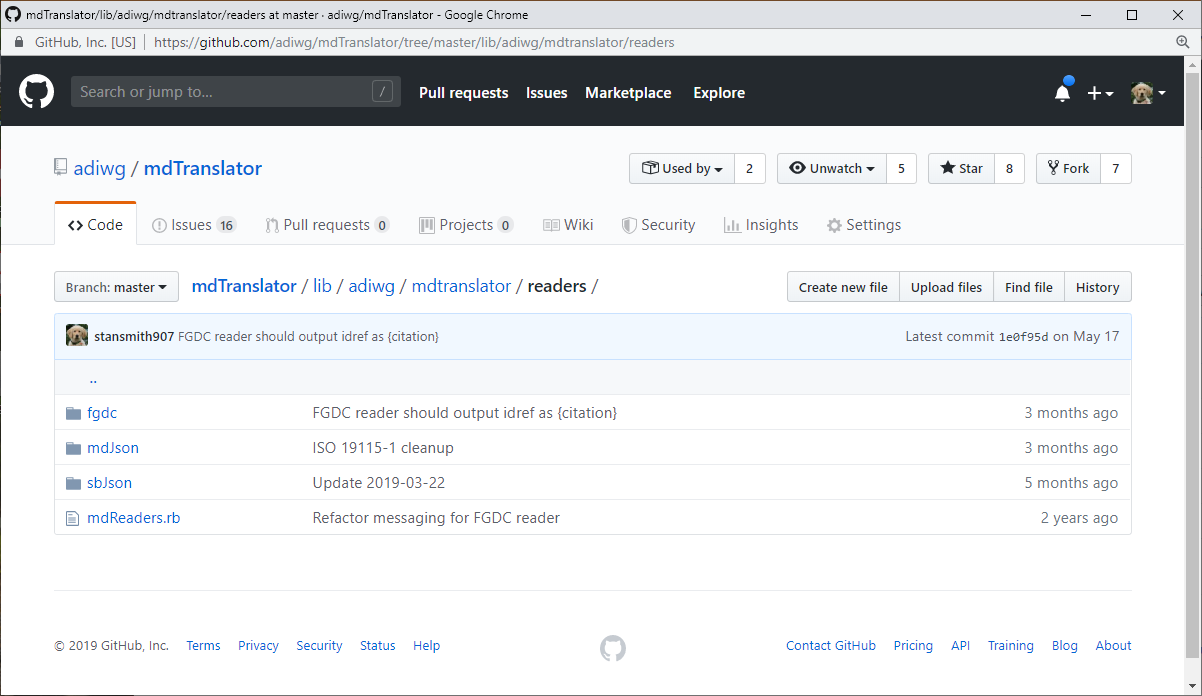 mdTranslator/lib/adiwg/mdtranslator/readers at master · adiwg/mdTranslator - Google Chrome
GitHub, Inc. [US] https://github.com/adiwg/mdTranslator/tree/master/lib/adiwg/mdtranslator/readers
Search or jump to... / Pull requests Issues Marketplace Explore
adiwg / mdTranslator Used by 2 Unwatch 5 Star 8 Fork 7
Code Issues 16 Pull requests 0 Projects 0 Wiki Security Insights Settings
Branch: master mdTranslator / lib / adiwg / mdtranslator / readers / Create new file Upload files Find file History
stansmith907 FGDC reader should output idref as {citation} Latest commit 1e0f95d on May 17
..
fgdc FGDC reader should output idref as {citation} 3 months ago
mdJson ISO 19115-1 cleanup 3 months ago
sbJson Update 2019-03-22 5 months ago
mdReaders.rb Refactor messaging for FGDC reader 2 years ago
© 2019 GitHub, Inc. Terms Privacy Security Status Help Contact GitHub Pricing API Training Blog About